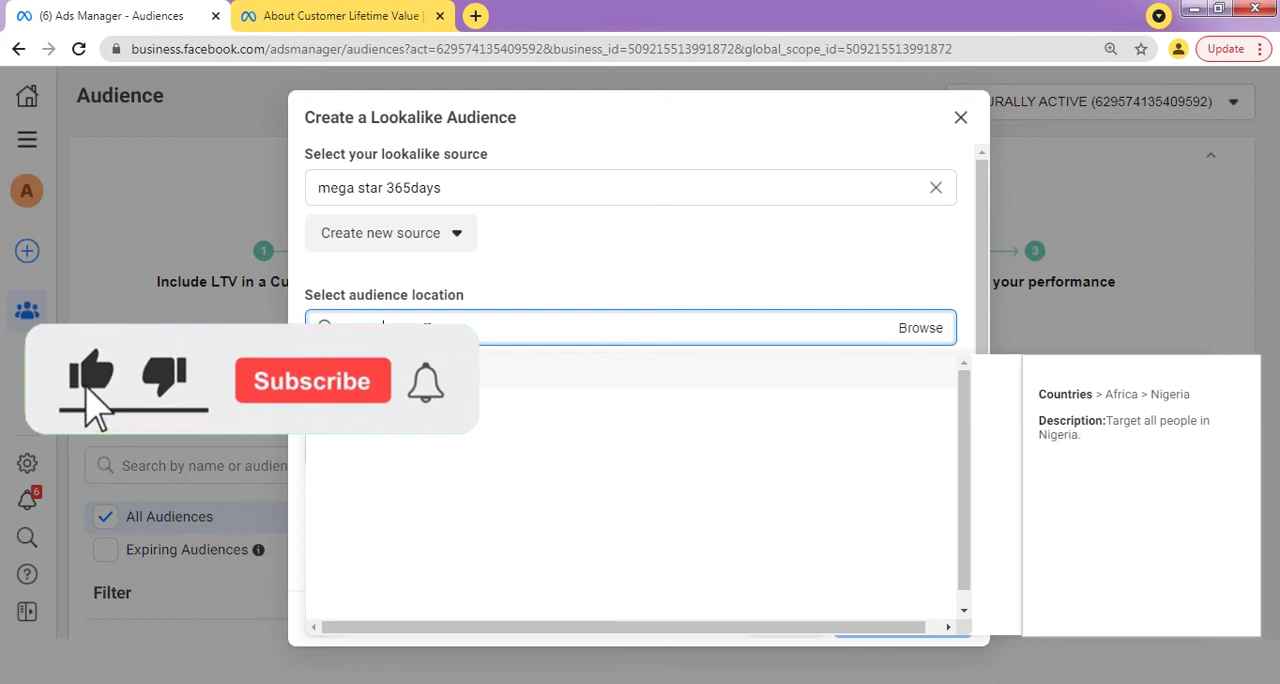 (6) Ads Manager - Audiences
About Customer Lifetime Value |
business.facebook.com/adsmanager/audiences?act=629574135409592&business_id=509215513991872&global_scope_id=509215513991872
Update
Audience
URALLY ACTIVE (629574135409592)
Create a Lookalike Audience
Select your lookalike source
mega star 365days
Create new source
A
1
Include LTV in a Cu
3
your performance
Select audience location
Browse
Subscribe
Countries > Africa > Nigeria
Description:Target all people in
Nigeria.
Search by name or audien
6
All Audiences
Expiring Audiences
Filter